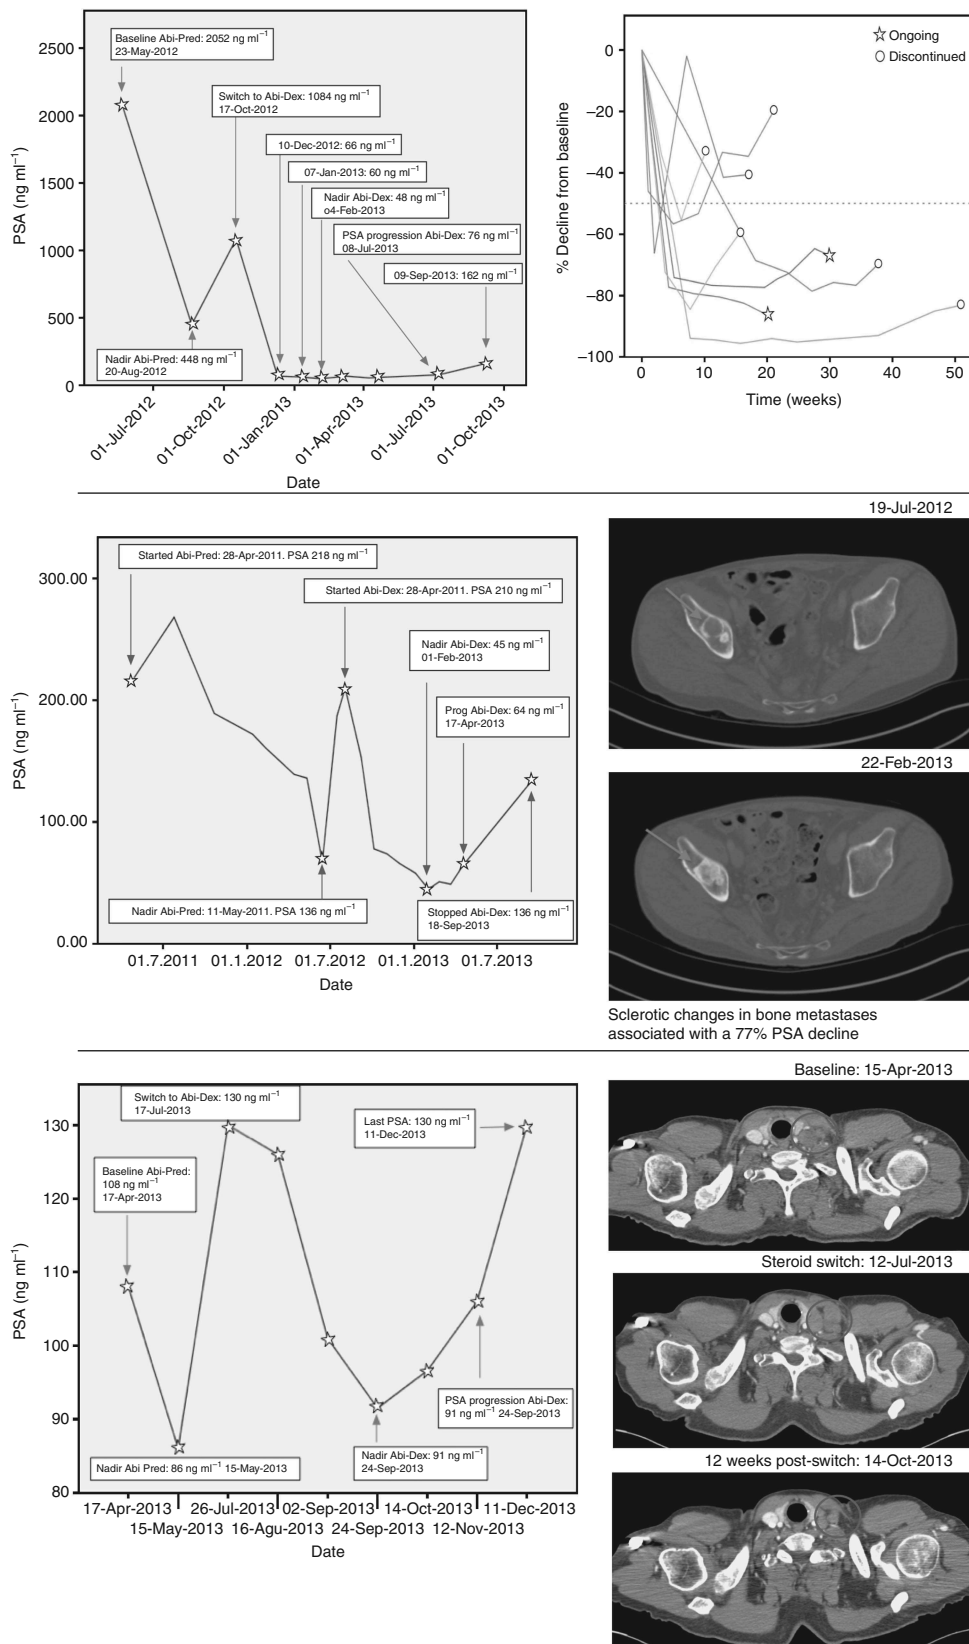 2500
2000
1500
1000
500
0
PSA (ng ml−1)
Baseline Abi-Pred: 2052 ng ml−1
23-May-2012
Switch to Abi-Dex: 1084 ng ml−1
17-Oct-2012
10-Dec-2012: 66 ng ml−1
07-Jan-2013: 60 ng ml−1
Nadir Abi-Dex: 48 ng ml−1
o4-Feb-2013
PSA progression Abi-Dex: 76 ng ml−1
08-Jul-2013
09-Sep-2013: 162 ng ml−1
Nadir Abi-Pred: 448 ng ml−1
20-Aug-2012
01-Jul-2012
01-Oct-2012
01-Jan-2013
01-Apr-2013
01-Jul-2013
01-Oct-2013
Date
Ongoing
Discontinued
0
−20
−40
−60
−80
−100
% Decline from baseline
0 10 20 30 40 50
Time (weeks)
300.00
200.00
100.00
0.00
PSA (ng ml−1)
Started Abi-Pred: 28-Apr-2011. PSA 218 ng ml−1
Started Abi-Dex: 28-Apr-2011. PSA 210 ng ml−1
Nadir Abi-Dex: 45 ng ml−1
01-Feb-2013
Prog Abi-Dex: 64 ng ml−1
17-Apr-2013
Nadir Abi-Pred: 11-May-2011. PSA 136 ng ml−1
Stopped Abi-Dex: 136 ng ml−1
18-Sep-2013
01.7.2011 01.1.2012 01.7.2012 01.1.2013 01.7.2013
Date
19-Jul-2012
22-Feb-2013
Sclerotic changes in bone metastases
associated with a 77% PSA decline
130
120
110
100
90
80
PSA (ng ml−1)
Switch to Abi-Dex: 130 ng ml−1
17-Jul-2013
Last PSA: 130 ng ml−1
11-Dec-2013
Baseline Abi-Pred:
108 ng ml−1
17-Apr-2013
PSA progression Abi-Dex:
91 ng ml−1 24-Sep-2013
Nadir Abi Pred: 86 ng ml−1 15-May-2013
Nadir Abi-Dex: 91 ng ml−1
24-Sep-2013
17-Apr-2013 26-Jul-2013 02-Sep-2013 14-Oct-2013 11-Dec-2013
15-May-2013 16-Agu-2013 24-Sep-2013 12-Nov-2013
Date
Baseline: 15-Apr-2013
Steroid switch: 12-Jul-2013
12 weeks post-switch: 14-Oct-2013